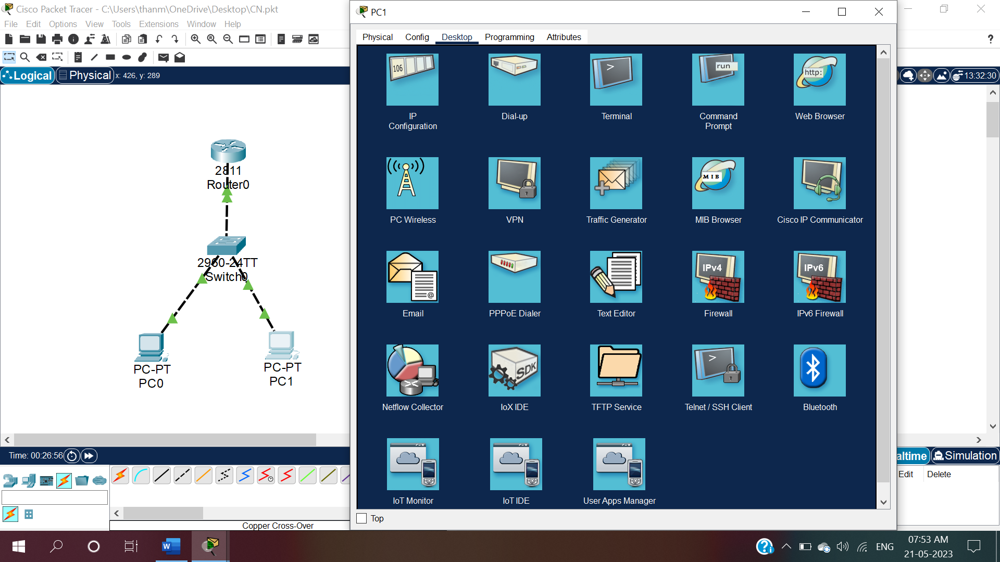 Cisco Packet Tracer - C:\Users\thanm\OneDrive\Desktop\CN.pkt
File Edit Options View Tools Extensions Window Help
?
Logical Physical x: 426, y: 289
13:32:30
2811
Router0
2960-24TT
Switch0
PC-PT
PC0
PC-PT
PC1
Time: 00:26:56
Copper Cross-Over
PC1
Physical Config Desktop Programming Attributes
106
>
run
http:
IP
Configuration
Dial-up
Terminal
Command
Prompt
Web Browser
MIB
PC Wireless
VPN
Traffic Generator
MIB Browser
Cisco IP Communicator
@
IPv4
IPv6
Email
PPPoE Dialer
Text Editor
Firewall
IPv6 Firewall
SDK
>
Netflow Collector
IoX IDE
TFTP Service
Telnet / SSH Client
Bluetooth
IoT Monitor
IoT IDE
User Apps Manager
Top
altime Simulation
Edit Delete
W
?
ENG
07:53 AM
21-05-2023